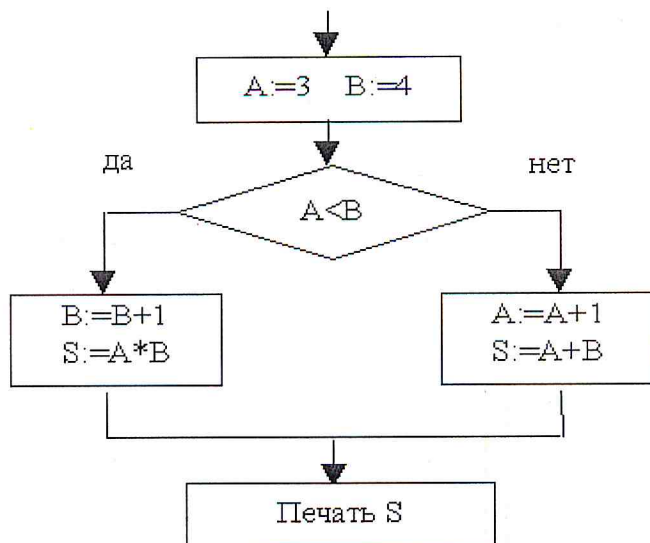 A:=3 B:=4
да
нет
A<B
B:=B+1
S:=A*B
A:=A+1
S:=A+B
Печать S